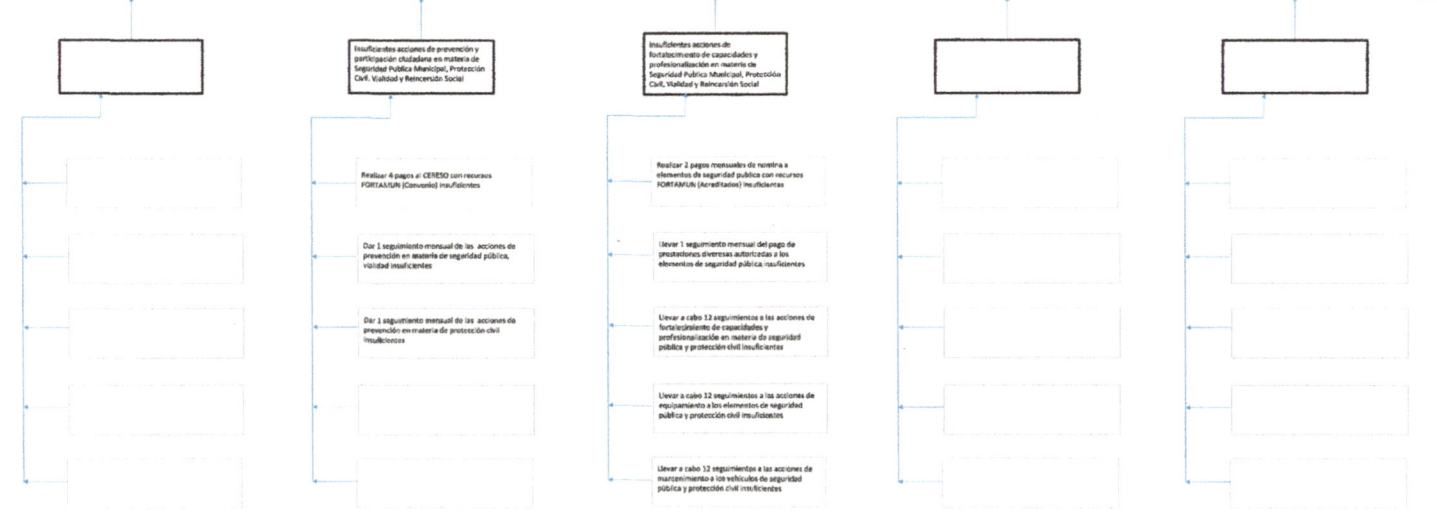 Insuficientes acciones de prevención y
participación ciudadana en materia de
Seguridad Publica Municipal, Protección
Civil, Vialidad y Reincersión Social
Insuficientes acciones de
fortalecimiento de capacidades y
profesionalización en materia de
Seguridad Publica Municipal, Protección
Civil, Vialidad y Reincersión Social
Realizar 4 pagos al CERESO con recursos
FORTAMUN (Convenio) insuficientes
Dar 1 seguimiento mensual de las acciones de
prevención en materia de seguridad pública,
vialidad insuficientes
Dar 1 seguimiento mensual de las acciones de
prevención en materia de protección civil
insuficientes
Realizar 2 pagos mensuales de nomina a
elementos de seguridad publica con recursos
FORTAMUN (Acreditados) insuficientes
Llevar 1 seguimiento mensual del pago de
prestaciones diveresas autorizadas a los
elementos de seguridad pública insuficientes
Llevar a cabo 12 seguimientos a las acciones de
fortalecimiento de capacidades y
profesionalización en materia de seguridad
pública y protección civil insuficientes
Llevar a cabo 12 seguimientos a las acciones de
equipamiento a los elementos de seguridad
pública y protección civil insuficientes
Llevar a cabo 12 seguimientos a las acciones de
mantenimiento a los vehículos de seguridad
pública y protección civil insuficientes